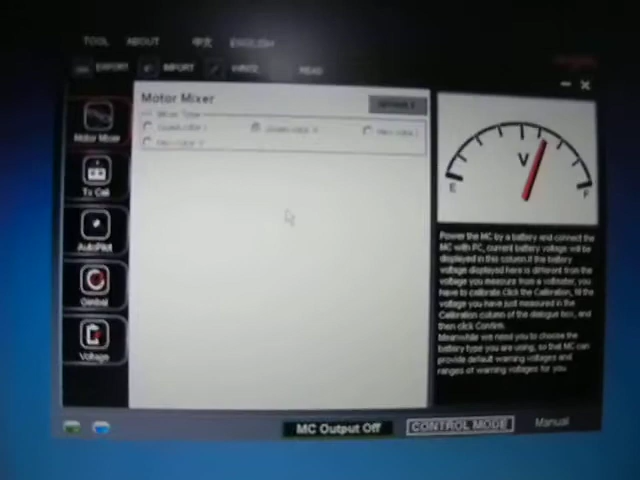 TOOL ABOUT 中文 ENGLISH
EXPORT IMPORT WRITE READ
Motor Mixer
Mixer Type
Motor Mixer
Tx Cali
AutoPilot
Gimbal
Voltage
V
E F
Power the MC by a battery and connect the
MC with PC, current battery voltage will be
displayed in this column.If the battery
voltage displayed here is different from the
voltage you measure from a voltmeter, you
have to calibrate.Click the Calibration, fill the
voltage you have just measured in the
Calibration column of the dialogue box, and
then click Confirm.
Meanwhile we need you to choose the
battery type you are using, so that MC can
provide default warning voltages and
ranges of warning voltages for you
MC Output Off CONTROL MODE Manual